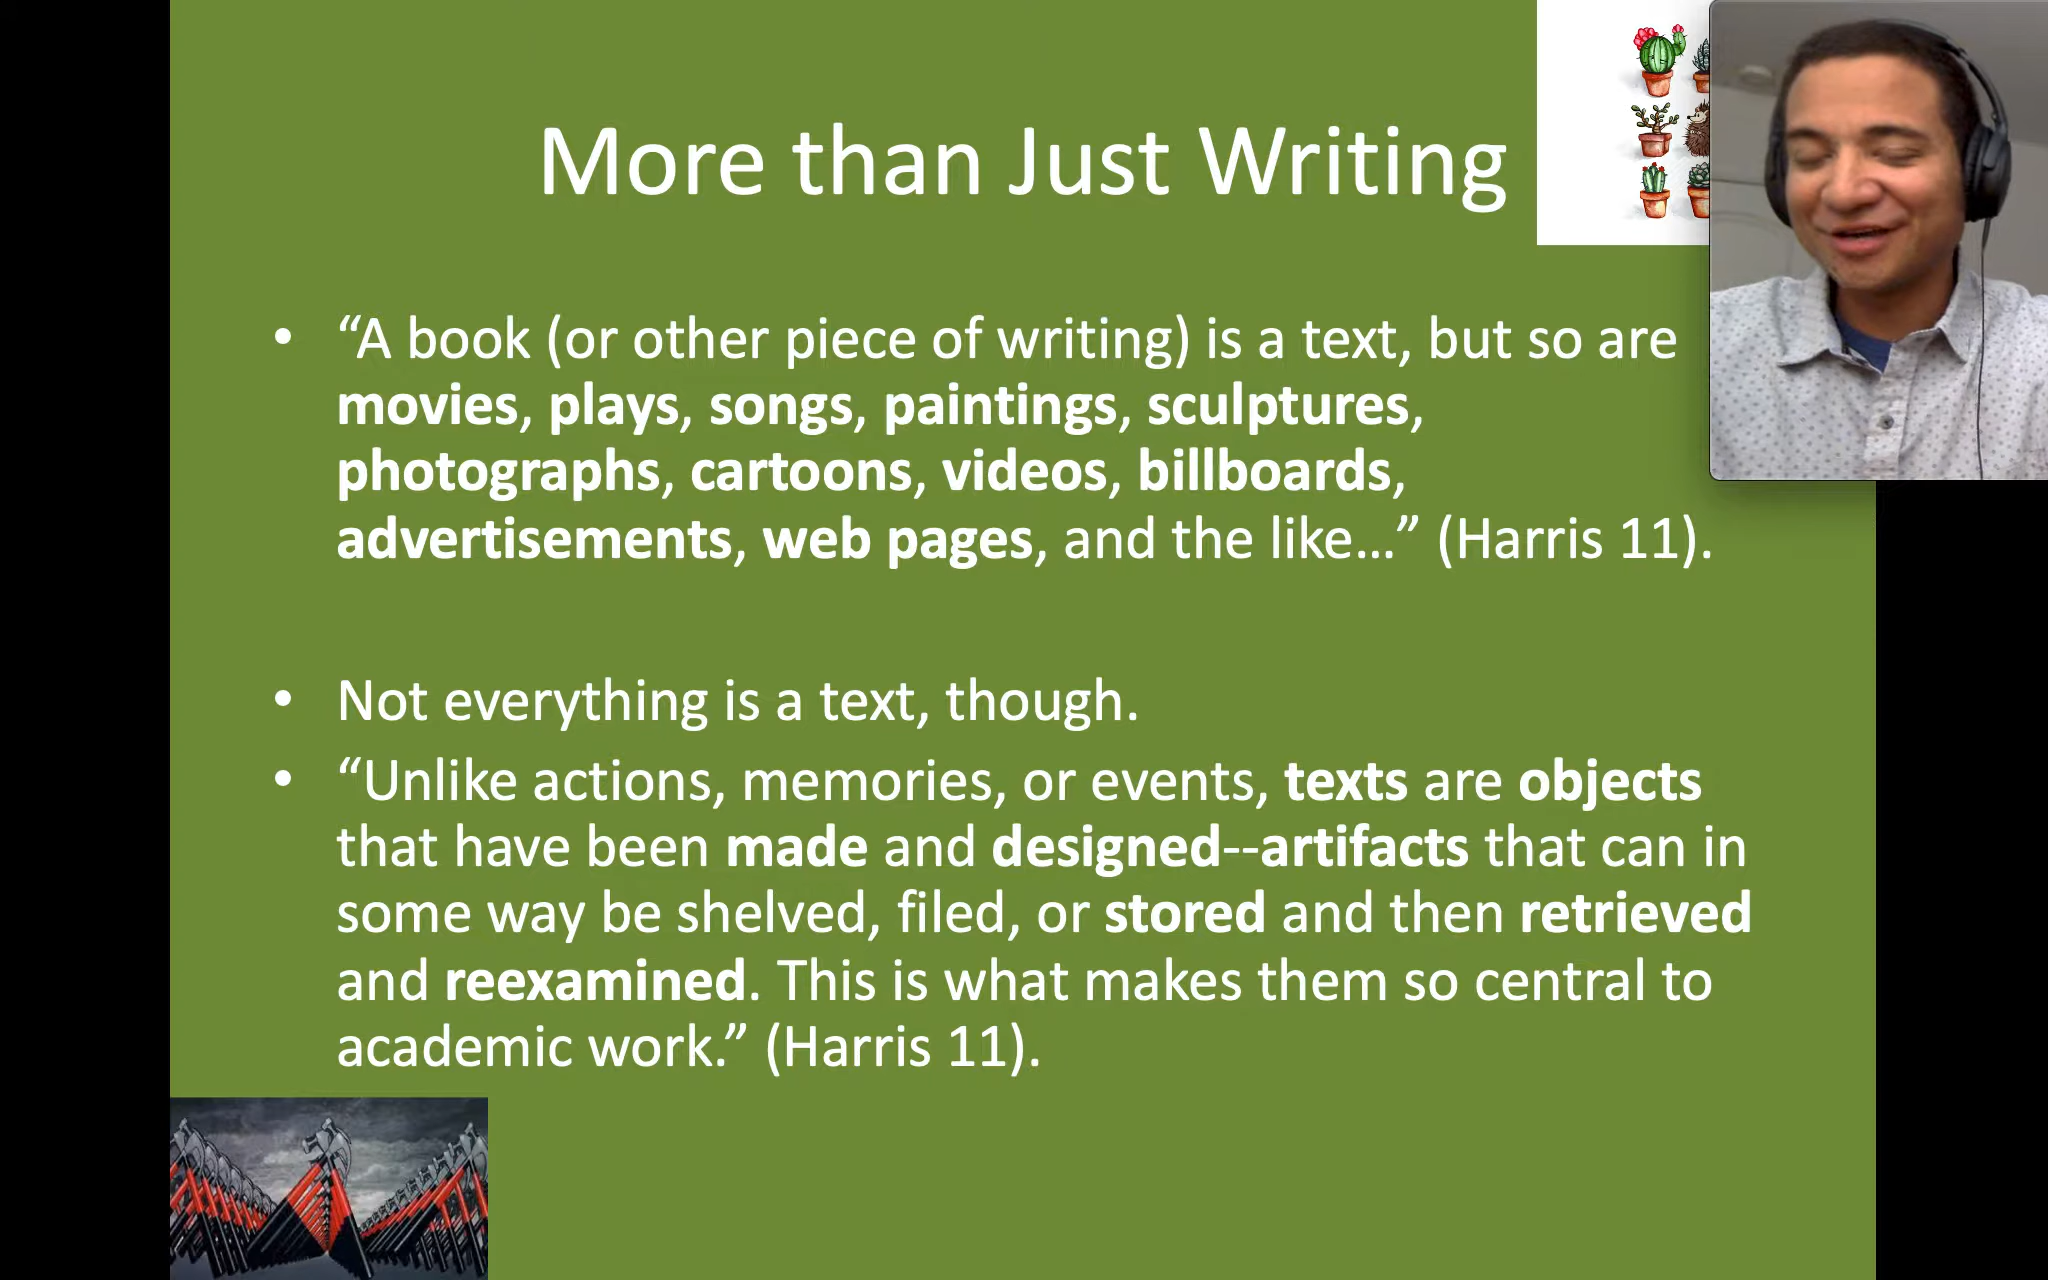 More than Just Writing
• “A book (or other piece of writing) is a text, but so are
movies, plays, songs, paintings, sculptures,
photographs, cartoons, videos, billboards,
advertisements, web pages, and the like…” (Harris 11).
• Not everything is a text, though.
• “Unlike actions, memories, or events, texts are objects
that have been made and designed--artifacts that can in
some way be shelved, filed, or stored and then retrieved
and reexamined. This is what makes them so central to
academic work.” (Harris 11).